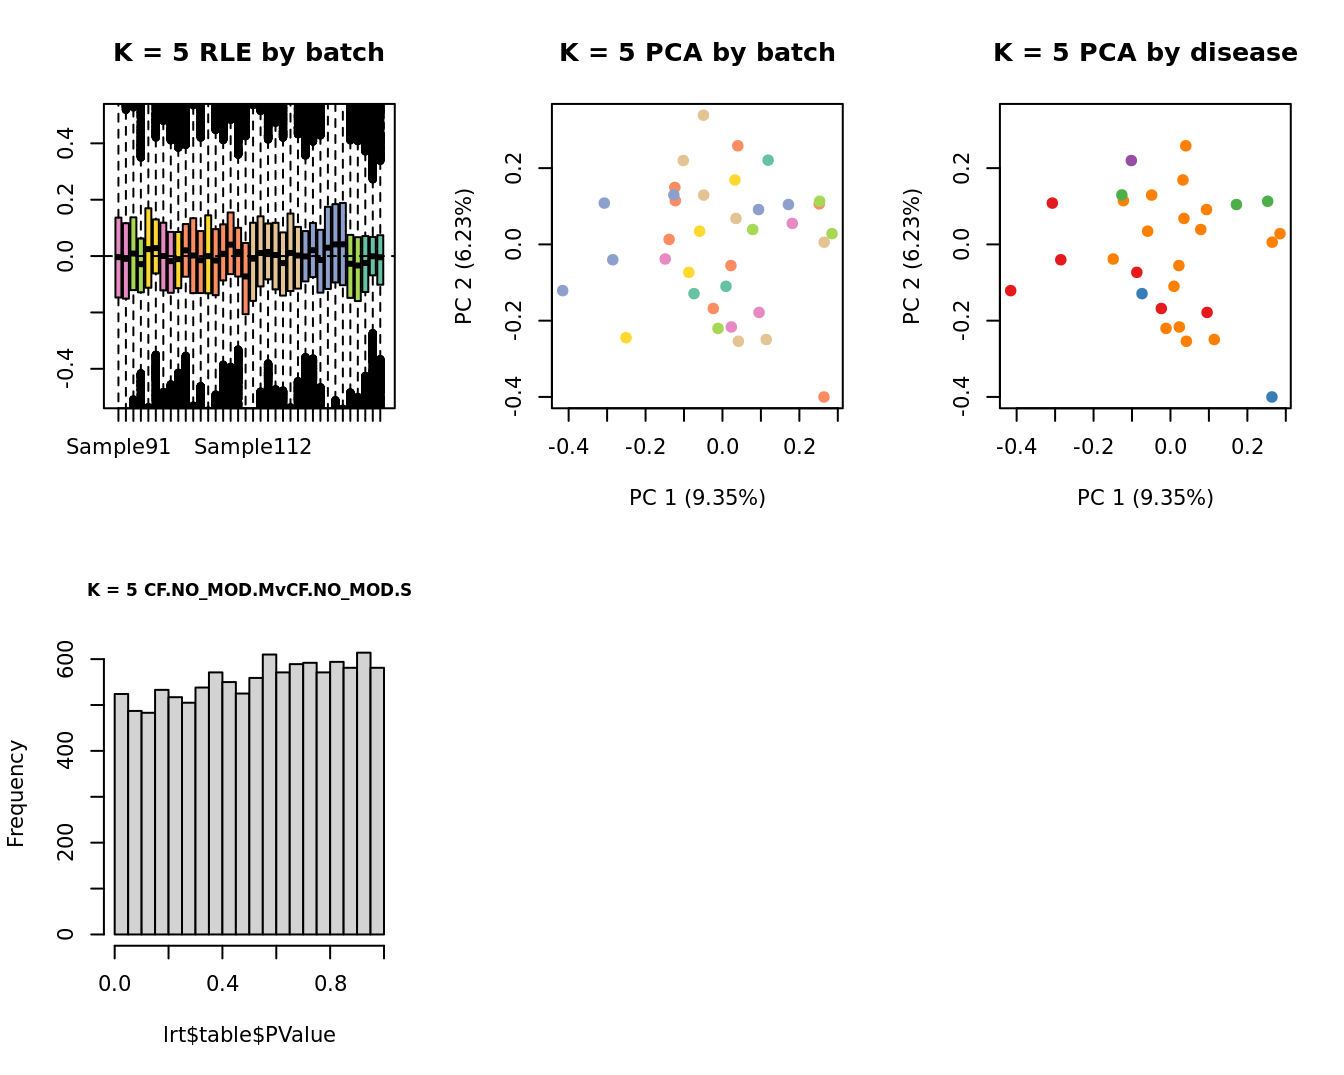 K = 5 RLE by batch
0.4
0.2
0.0
-0.4
Sample91 Sample112
K = 5 PCA by batch
PC 2 (6.23%)
0.2
0.0
-0.2
-0.4
-0.4 -0.2 0.0 0.2
PC 1 (9.35%)
K = 5 PCA by disease
PC 2 (6.23%)
0.2
0.0
-0.2
-0.4
-0.4 -0.2 0.0 0.2
PC 1 (9.35%)
K = 5 CF.NO_MOD.MvCF.NO_MOD.S
Frequency
600
400
200
0
0.0 0.4 0.8
lrt$table$PValue